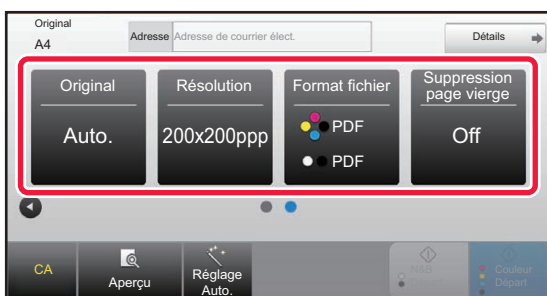 Original
A4
Adresse
Adresse de courrier élect.
Détails
Original
Auto.
Résolution
200x200ppp
Format fichier
PDF
PDF
Suppression
page vierge
Off
CA
Aperçu
Réglage
Auto.
N&B
Départ
Couleur
Départ